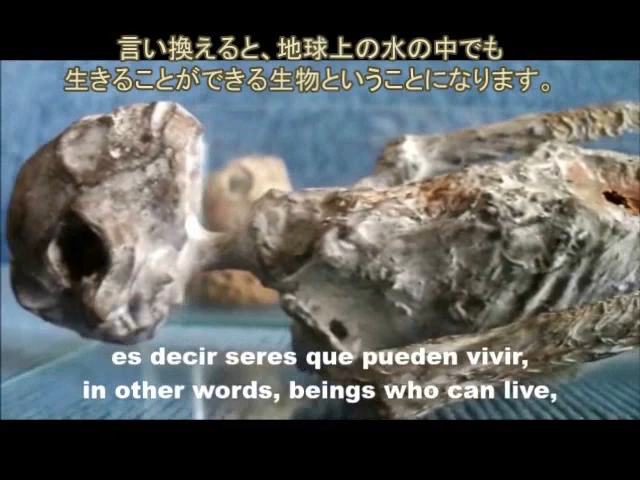 言い換えると、地球上の水の中でも
生きることができる生物ということになります。
es decir seres que pueden vivir,
in other words, beings who can live,